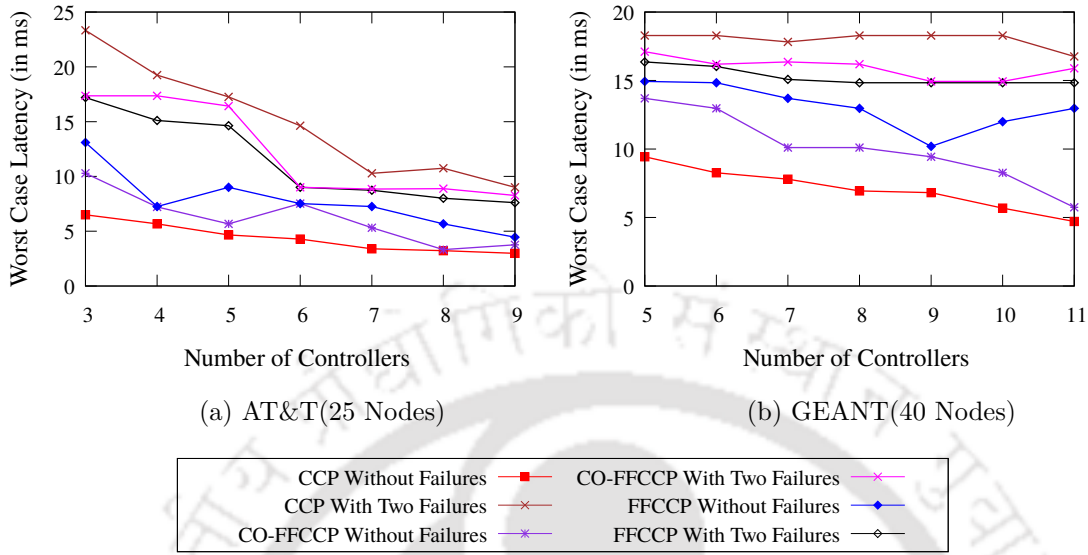 25
20
15
10
5
0
3 4 5 6 7 8 9
Worst Case Latency (in ms)
Number of Controllers
(a) AT&T(25 Nodes)
20
15
10
5
0
5 6 7 8 9 10 11
Worst Case Latency (in ms)
Number of Controllers
(b) GEANT(40 Nodes)
CCP Without Failures
CCP With Two Failures
CO-FFCCP Without Failures
CO-FFCCP With Two Failures
FFCCP Without Failures
FFCCP With Two Failures